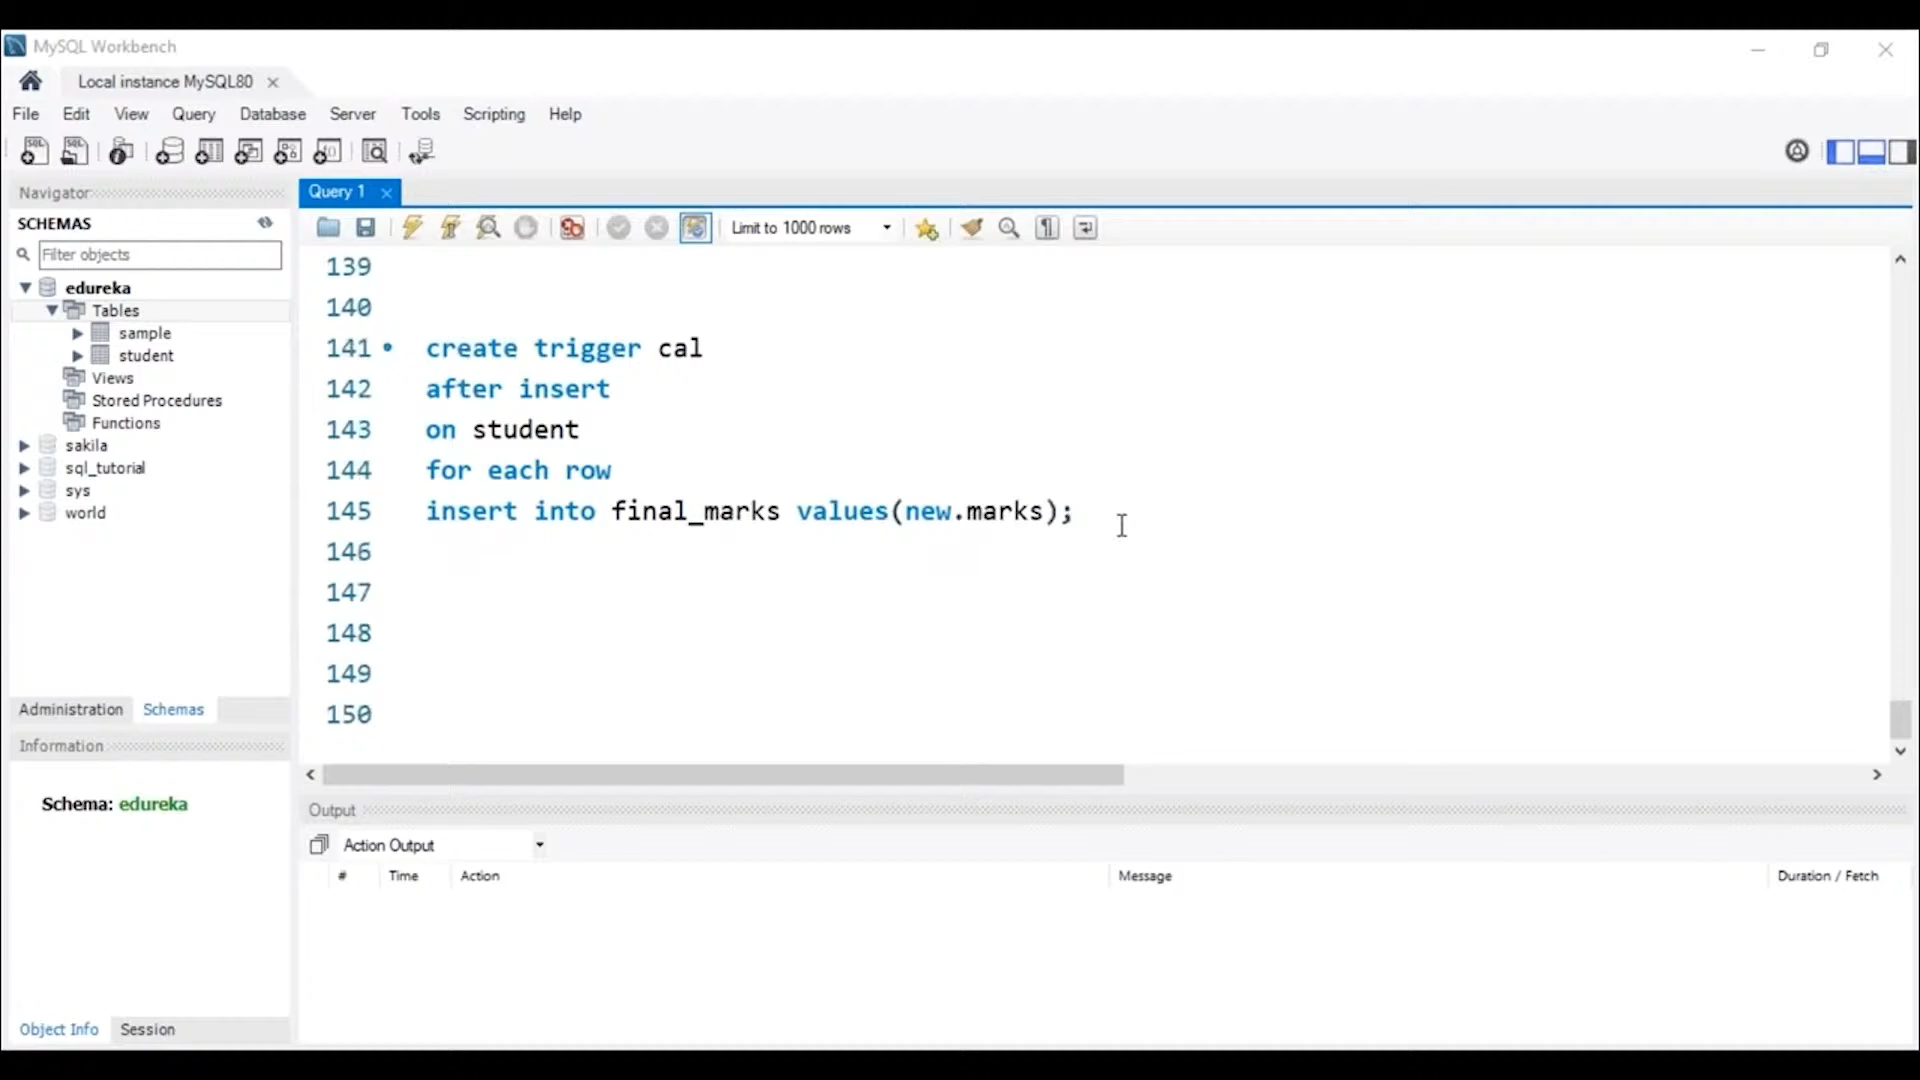 MySQL Workbench
Local instance MySQL80
File Edit View Query Database Server Tools Scripting Help
Navigator
Query 1
SCHEMAS
Limit to 1000 rows
Filter objects
edureka
Tables
sample
student
Views
Stored Procedures
Functions
sakila
sql_tutorial
sys
world
139
140
141 create trigger cal
142 after insert
143 on student
144 for each row
145 insert into final_marks values(new.marks);
146
147
148
149
150
Administration Schemas
Information
Schema: edureka
Output
Action Output
# Time Action Message Duration / Fetch
Object Info Session